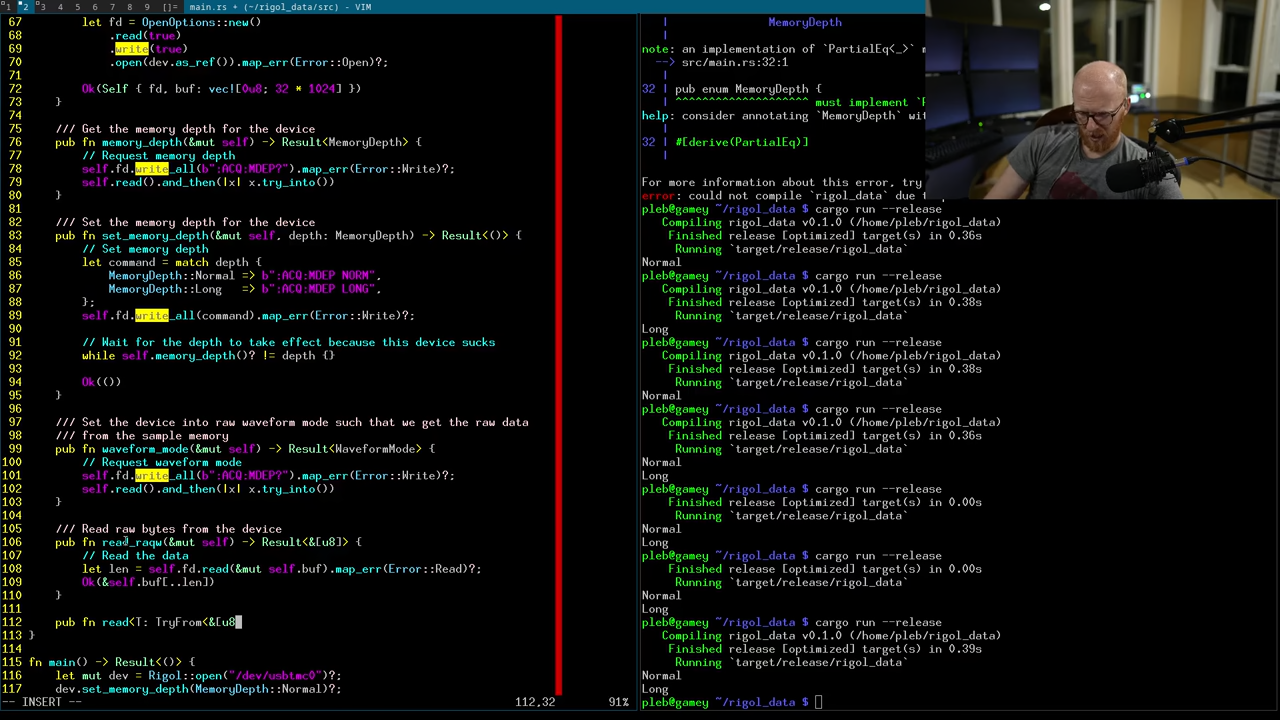 1 2 3 4 5 6 7 8 9 []= main.rs + (~/rigol_data/src) - VIM
67 let fd = OpenOptions::new()
68 .read(true)
69 .write(true)
70 .open(dev.as_ref()).map_err(Error::Open)?;
71
72 Ok(Self { fd, buf: vec![0u8; 32 * 1024] })
73 }
74
75 /// Get the memory depth for the device
76 pub fn memory_depth(&mut self) -> Result<MemoryDepth> {
77 // Request memory depth
78 self.fd.write_all(b":ACQ:MDEP?").map_err(Error::Write)?;
79 self.read().and_then(|x| x.try_into())
80 }
81
82 /// Set the memory depth for the device
83 pub fn set_memory_depth(&mut self, depth: MemoryDepth) -> Result<()> {
84 // Set memory depth
85 let command = match depth {
86 MemoryDepth::Normal => b":ACQ:MDEP NORM",
87 MemoryDepth::Long => b":ACQ:MDEP LONG",
88 };
89 self.fd.write_all(command).map_err(Error::Write)?;
90
91 // Wait for the depth to take effect because this device sucks
92 while self.memory_depth()? != depth {}
93
94 Ok(())
95 }
96
97 /// Set the device into raw waveform mode such that we get the raw data
98 /// from the sample memory
99 pub fn waveform_mode(&mut self) -> Result<WaveformMode> {
100 // Request waveform mode
101 self.fd.write_all(b":ACQ:MDEP?").map_err(Error::Write)?;
102 self.read().and_then(|x| x.try_into())
103 }
104
105 /// Read raw bytes from the device
106 pub fn read_raqw(&mut self) -> Result<&[u8]> {
107 // Read the data
108 let len = self.fd.read(&mut self.buf).map_err(Error::Read)?;
109 Ok(&self.buf[..len])
110 }
111
112 pub fn read<T: TryFrom<&[u8
113 }
114
115 fn main() -> Result<()> {
116 let mut dev = Rigol::open("/dev/usbtmc0")?;
117 dev.set_memory_depth(MemoryDepth::Normal)?;
-- INSERT -- 112,32 91%
| MemoryDepth
|
note: an implementation of `PartialEq<_>`
--> src/main.rs:32:1
|
32 | pub enum MemoryDepth {
| ^^^^^^^^^^^^^^^^^^^^ must implement
help: consider annotating `MemoryDepth`
|
32 | #[derive(PartialEq)]
|
For more information about this error, try
error: could not compile `rigol_data` due
pleb@gamey ~/rigol_data $ cargo run --release
Compiling rigol_data v0.1.0 (/home/pleb/rigol_data)
Finished release [optimized] target(s) in 0.36s
Running `target/release/rigol_data`
Normal
pleb@gamey ~/rigol_data $ cargo run --release
Compiling rigol_data v0.1.0 (/home/pleb/rigol_data)
Finished release [optimized] target(s) in 0.38s
Running `target/release/rigol_data`
Long
pleb@gamey ~/rigol_data $ cargo run --release
Compiling rigol_data v0.1.0 (/home/pleb/rigol_data)
Finished release [optimized] target(s) in 0.38s
Running `target/release/rigol_data`
Normal
pleb@gamey ~/rigol_data $ cargo run --release
Compiling rigol_data v0.1.0 (/home/pleb/rigol_data)
Finished release [optimized] target(s) in 0.36s
Running `target/release/rigol_data`
Normal
Long
pleb@gamey ~/rigol_data $ cargo run --release
Finished release [optimized] target(s) in 0.00s
Running `target/release/rigol_data`
Normal
Long
pleb@gamey ~/rigol_data $ cargo run --release
Finished release [optimized] target(s) in 0.00s
Running `target/release/rigol_data`
Normal
Long
pleb@gamey ~/rigol_data $ cargo run --release
Compiling rigol_data v0.1.0 (/home/pleb/rigol_data)
Finished release [optimized] target(s) in 0.39s
Running `target/release/rigol_data`
Normal
Long
pleb@gamey ~/rigol_data $